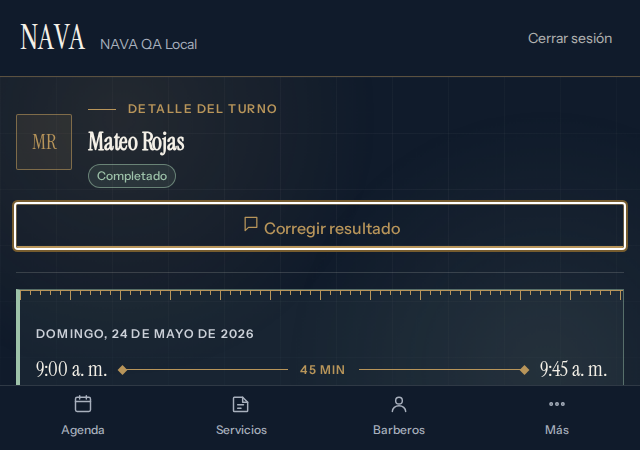 NAVA NAVA QA Local Cerrar sesión
DETALLE DEL TURNO
MR Mateo Rojas
Completado
Corregir resultado
DOMINGO, 24 DE MAYO DE 2026
9:00 a. m. 45 MIN 9:45 a. m.
Agenda Servicios Barberos Más